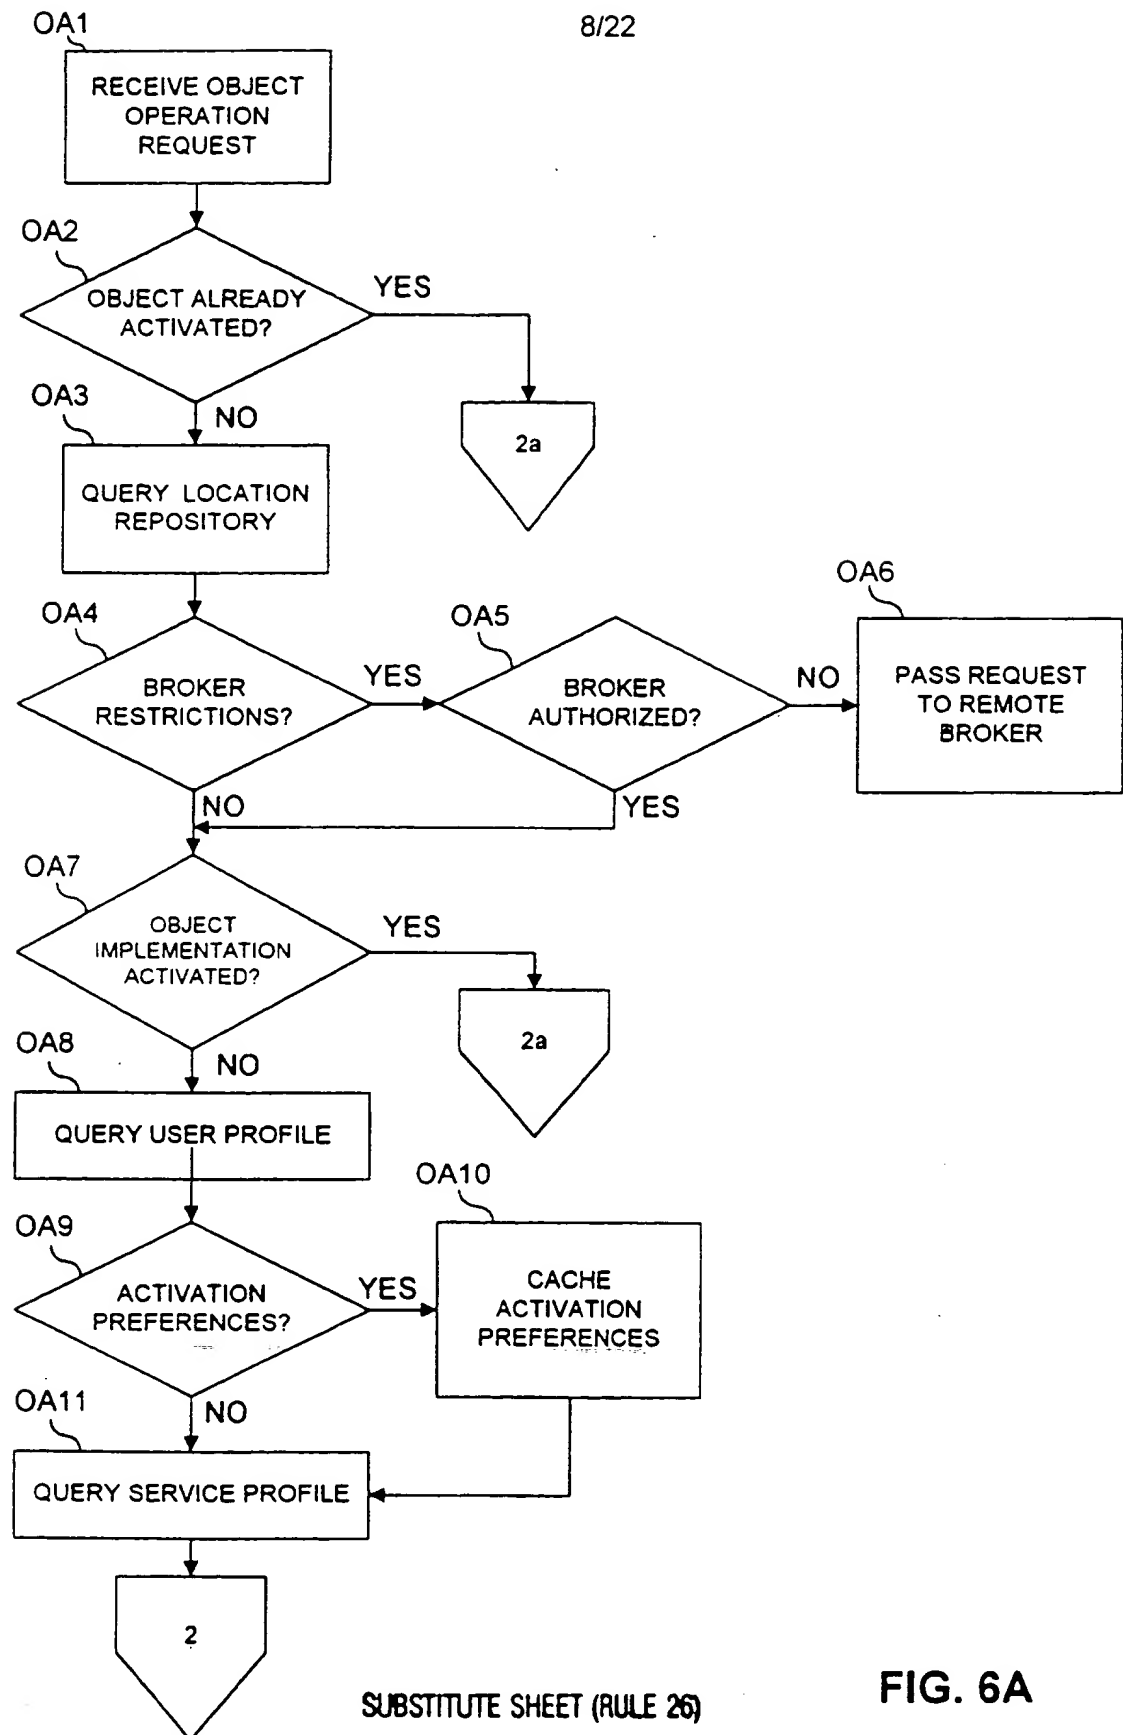 8/22
OA1
RECEIVE OBJECT
OPERATION
REQUEST
OA2
OBJECT ALREADY
ACTIVATED?
YES
NO
2a
OA3
QUERY LOCATION
REPOSITORY
OA4
BROKER
RESTRICTIONS?
YES
NO
OA5
BROKER
AUTHORIZED?
NO
YES
OA6
PASS REQUEST
TO REMOTE
BROKER
OA7
OBJECT
IMPLEMENTATION
ACTIVATED?
YES
NO
2a
OA8
QUERY USER PROFILE
OA9
ACTIVATION
PREFERENCES?
YES
NO
OA10
CACHE
ACTIVATION
PREFERENCES
OA11
QUERY SERVICE PROFILE
2
SUBSTITUTE SHEET (RULE 26)
FIG. 6A